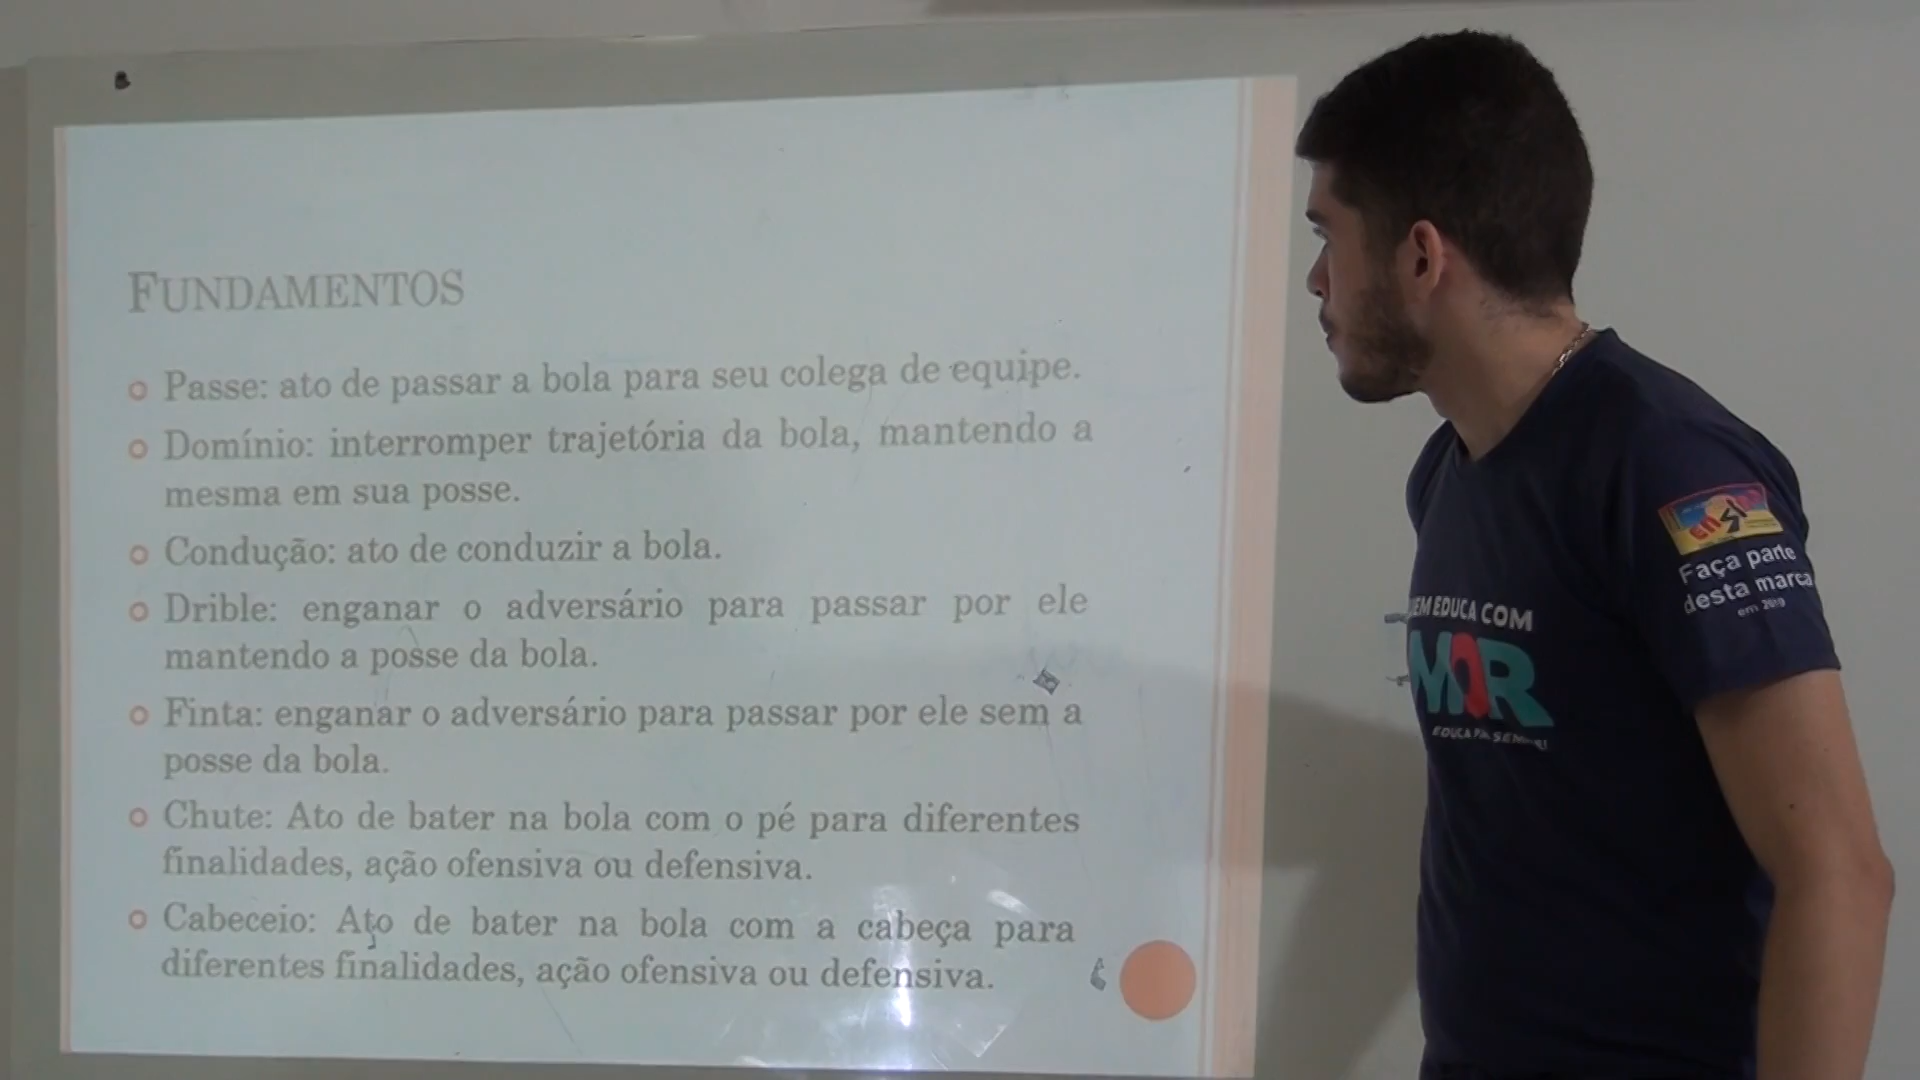 FUNDAMENTOS
Passe: ato de passar a bola para seu colega de equipe.
Domínio: interromper trajetória da bola, mantendo a
mesma em sua posse.
Condução: ato de conduzir a bola.
Drible: enganar o adversário para passar por ele
mantendo a posse da bola.
Finta: enganar o adversário para passar por ele sem a
posse da bola.
Chute: Ato de bater na bola com o pé para diferentes
finalidades, ação ofensiva ou defensiva.
Cabeceio: Ato de bater na bola com a cabeça para
diferentes finalidades, ação ofensiva ou defensiva.
Faça parte
desta marca
em 2019
EDUCA COM
MOR
EDUCA